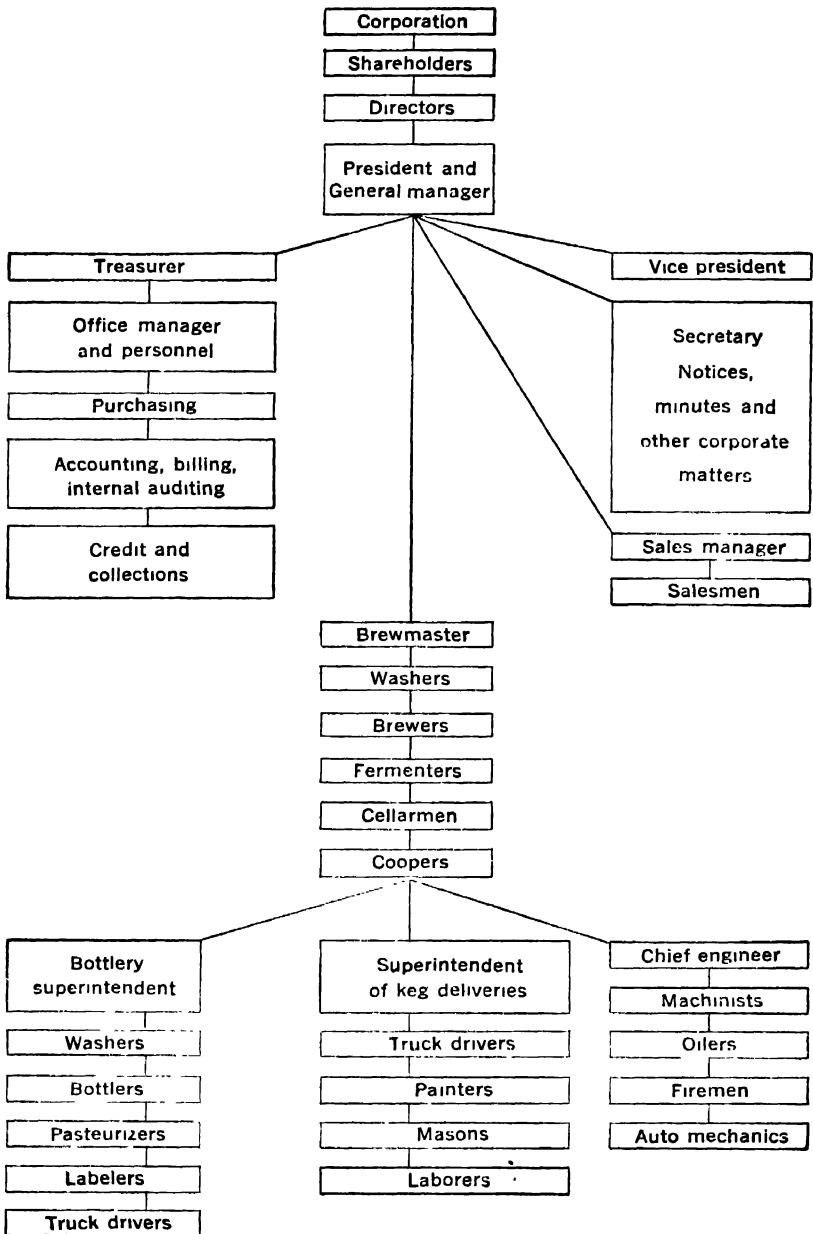 Corporation
Shareholders
Directors
President and
General manager
Treasurer
Office manager
and personnel
Purchasing
Accounting, billing,
internal auditing
Credit and
collections
Vice president
Secretary
Notices,
minutes and
other corporate
matters
Sales manager
Salesmen
Brewmaster
Washers
Brewers
Fermenters
Cellarmen
Coopers
Bottlery
superintendent
Washers
Bottlers
Pasteurizers
Labelers
Truck drivers
Superintendent
of keg deliveries
Truck drivers
Painters
Masons
Laborers
Chief engineer
Machinists
Oilers
Firemen
Auto mechanics